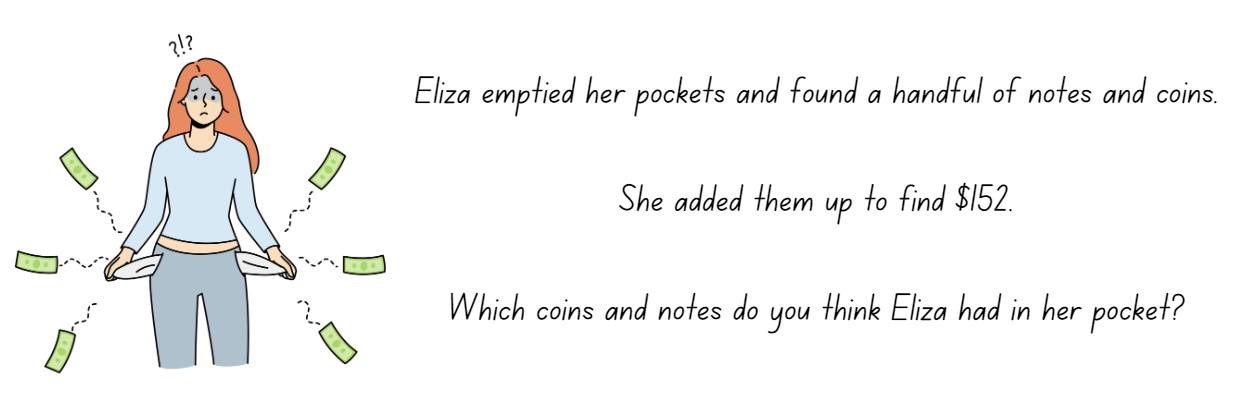 ?!?
Eliza emptied her pockets and found a handful of notes and coins.
She added them up to find $152.
Which coins and notes do you think Eliza had in her pocket?